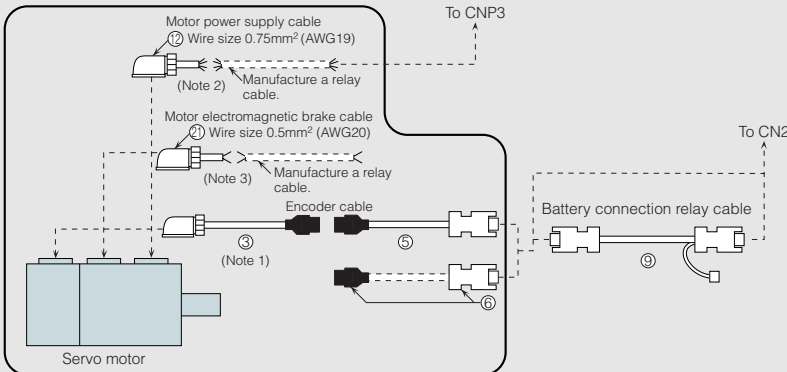 Motor power supply cable
⑫ Wire size 0.75mm² (AWG19)
To CNP3
(Note 2)
Manufacture a relay
cable.
Motor electromagnetic brake cable
㉑ Wire size 0.5mm² (AWG20)
To CN2
(Note 3)
Manufacture a relay
cable.
Encoder cable
Battery connection relay cable
③
(Note 1)
⑤
⑨
⑥
Servo motor